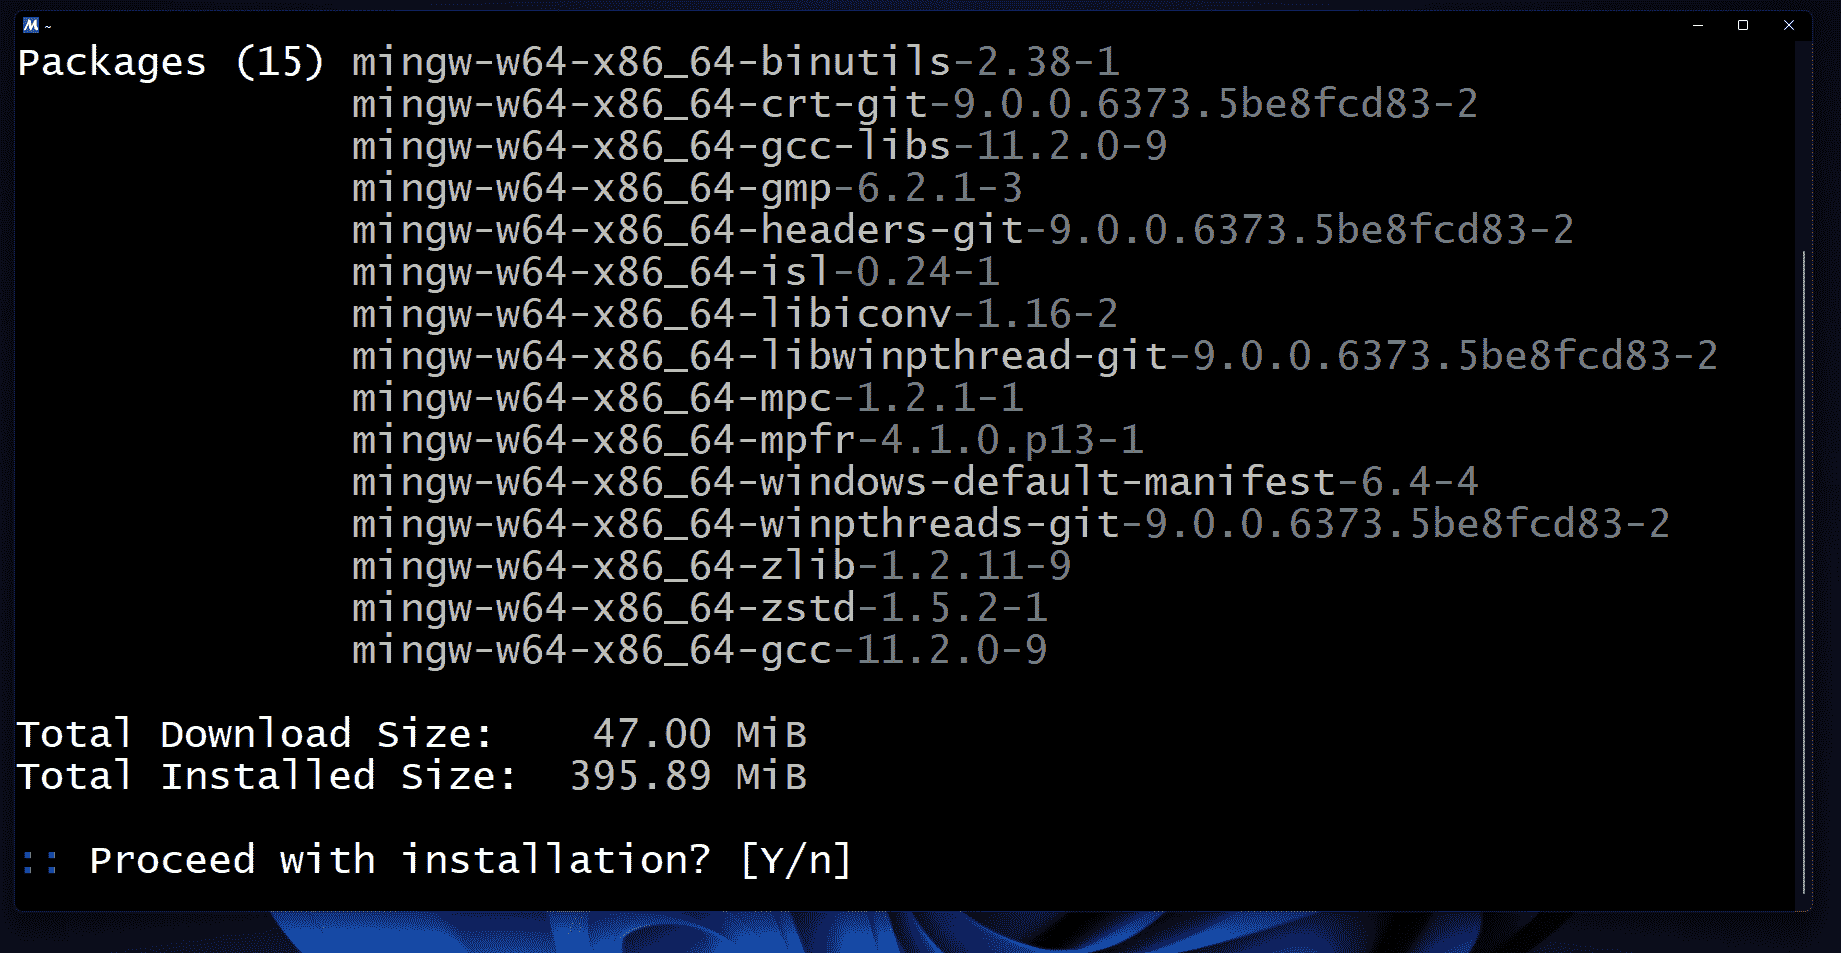 M ~
Packages (15) mingw-w64-x86_64-binutils-2.38-1
mingw-w64-x86_64-crt-git-9.0.0.6373.5be8fcd83-2
mingw-w64-x86_64-gcc-libs-11.2.0-9
mingw-w64-x86_64-gmp-6.2.1-3
mingw-w64-x86_64-headers-git-9.0.0.6373.5be8fcd83-2
mingw-w64-x86_64-isl-0.24-1
mingw-w64-x86_64-libiconv-1.16-2
mingw-w64-x86_64-libwinpthread-git-9.0.0.6373.5be8fcd83-2
mingw-w64-x86_64-mpc-1.2.1-1
mingw-w64-x86_64-mpfr-4.1.0.p13-1
mingw-w64-x86_64-windows-default-manifest-6.4-4
mingw-w64-x86_64-winpthreads-git-9.0.0.6373.5be8fcd83-2
mingw-w64-x86_64-zlib-1.2.11-9
mingw-w64-x86_64-zstd-1.5.2-1
mingw-w64-x86_64-gcc-11.2.0-9
Total Download Size: 47.00 MiB
Total Installed Size: 395.89 MiB
:: Proceed with installation? [Y/n]